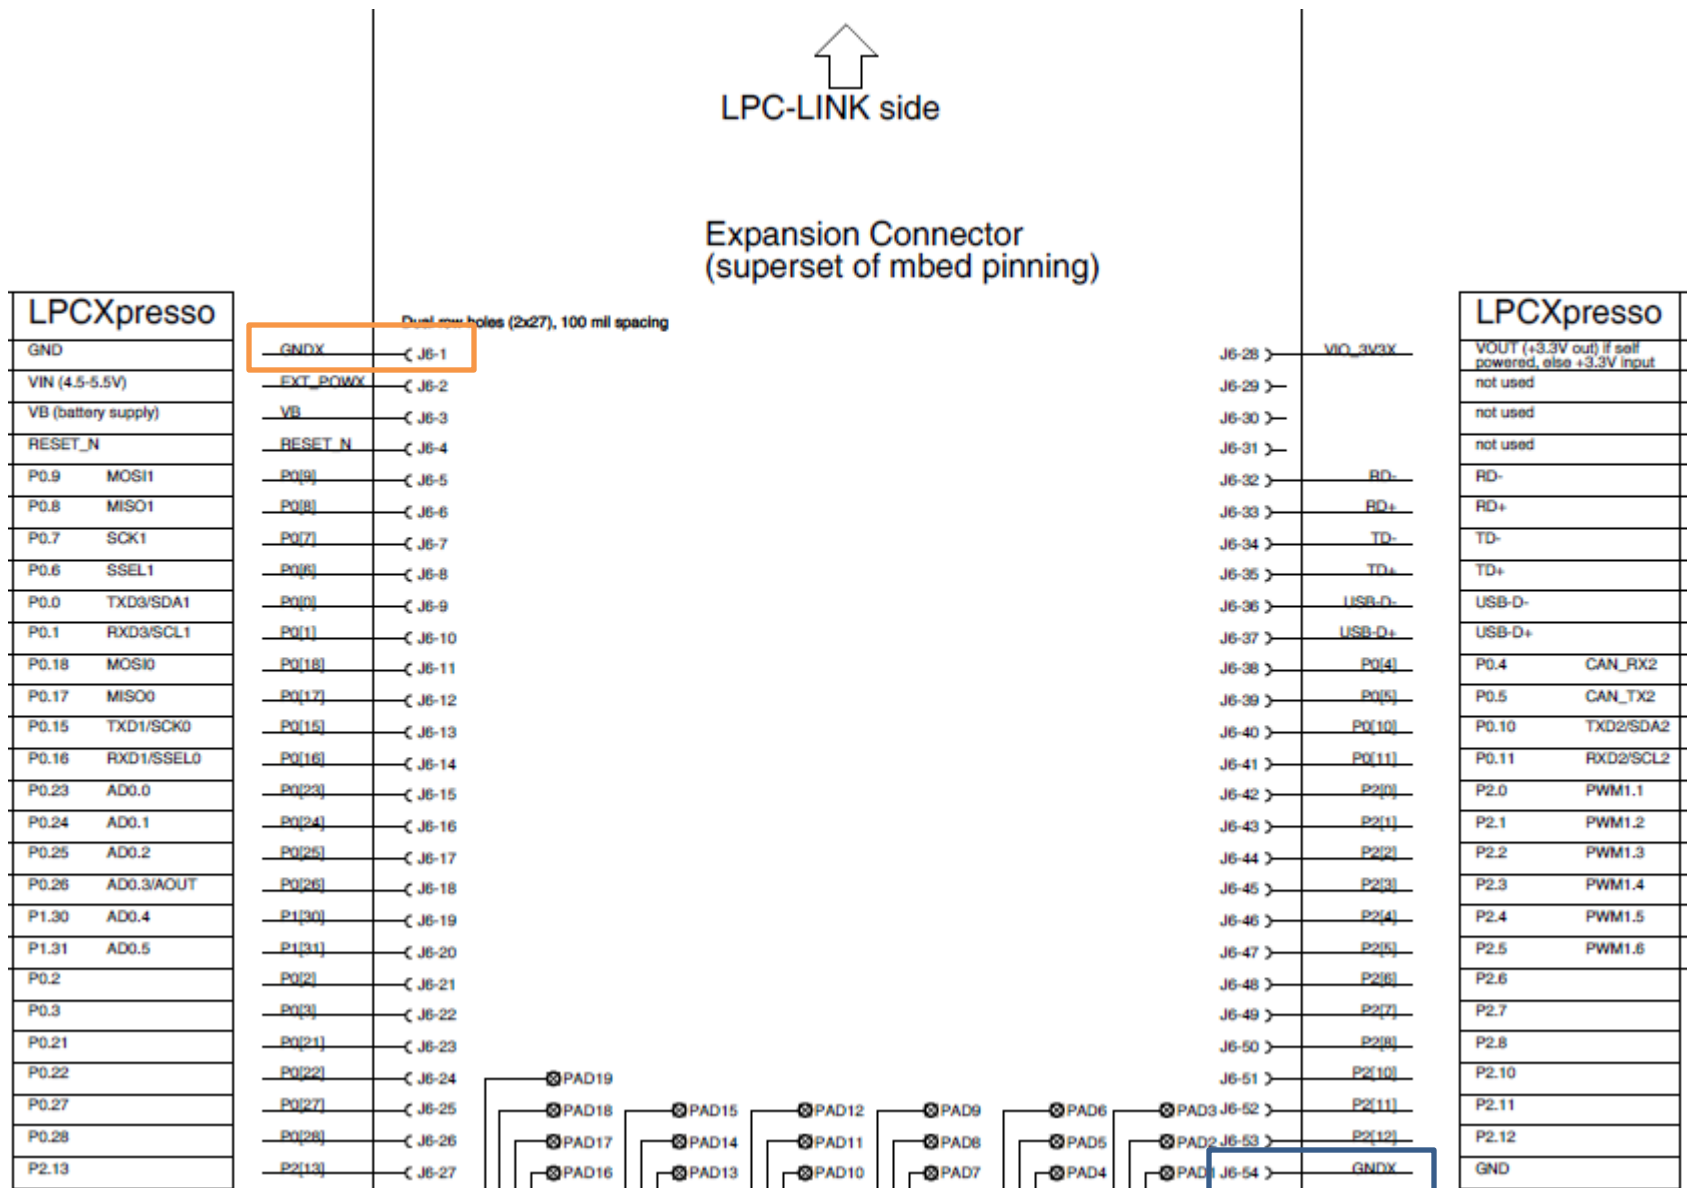 LPC-LINK side
Expansion Connector
(superset of mbed pinning)
Dual row holes (2x27), 100 mil spacing
LPCXpresso LPCXpresso
GND GNDX J6-1 J6-28 VIO_3V3X VOUT (+3.3V out) if self
powered, else +3.3V input
VIN (4.5-5.5V) EXT_POWX J6-2 J6-29 not used
VB (battery supply) VB J6-3 J6-30 not used
RESET_N RESET_N J6-4 J6-31 not used
P0.9 MOSI1 P0[9] J6-5 J6-32 RD- RD-
P0.8 MISO1 P0[8] J6-6 J6-33 RD+ RD+
P0.7 SCK1 P0[7] J6-7 J6-34 TD- TD-
P0.6 SSEL1 P0[6] J6-8 J6-35 TD+ TD+
P0.0 TXD3/SDA1 P0[0] J6-9 J6-36 USB-D- USB-D-
P0.1 RXD3/SCL1 P0[1] J6-10 J6-37 USB-D+ USB-D+
P0.18 MOSI0 P0[18] J6-11 J6-38 P0[4] P0.4 CAN_RX2
P0.17 MISO0 P0[17] J6-12 J6-39 P0[5] P0.5 CAN_TX2
P0.15 TXD1/SCK0 P0[15] J6-13 J6-40 P0[10] P0.10 TXD2/SDA2
P0.16 RXD1/SSEL0 P0[16] J6-14 J6-41 P0[11] P0.11 RXD2/SCL2
P0.23 AD0.0 P0[23] J6-15 J6-42 P2[0] P2.0 PWM1.1
P0.24 AD0.1 P0[24] J6-16 J6-43 P2[1] P2.1 PWM1.2
P0.25 AD0.2 P0[25] J6-17 J6-44 P2[2] P2.2 PWM1.3
P0.26 AD0.3/AOUT P0[26] J6-18 J6-45 P2[3] P2.3 PWM1.4
P1.30 AD0.4 P1[30] J6-19 J6-46 P2[4] P2.4 PWM1.5
P1.31 AD0.5 P1[31] J6-20 J6-47 P2[5] P2.5 PWM1.6
P0.2 P0[2] J6-21 J6-48 P2[6] P2.6
P0.3 P0[3] J6-22 J6-49 P2[7] P2.7
P0.21 P0[21] J6-23 J6-50 P2[8] P2.8
P0.22 P0[22] J6-24 PAD19 J6-51 P2[10] P2.10
P0.27 P0[27] J6-25 PAD18 PAD15 PAD12 PAD9 PAD6 PAD3 J6-52 P2[11] P2.11
P0.28 P0[28] J6-26 PAD17 PAD14 PAD11 PAD8 PAD5 PAD2 J6-53 P2[12] P2.12
P2.13 P2[13] J6-27 PAD16 PAD13 PAD10 PAD7 PAD4 PAD1 J6-54 GNDX GND